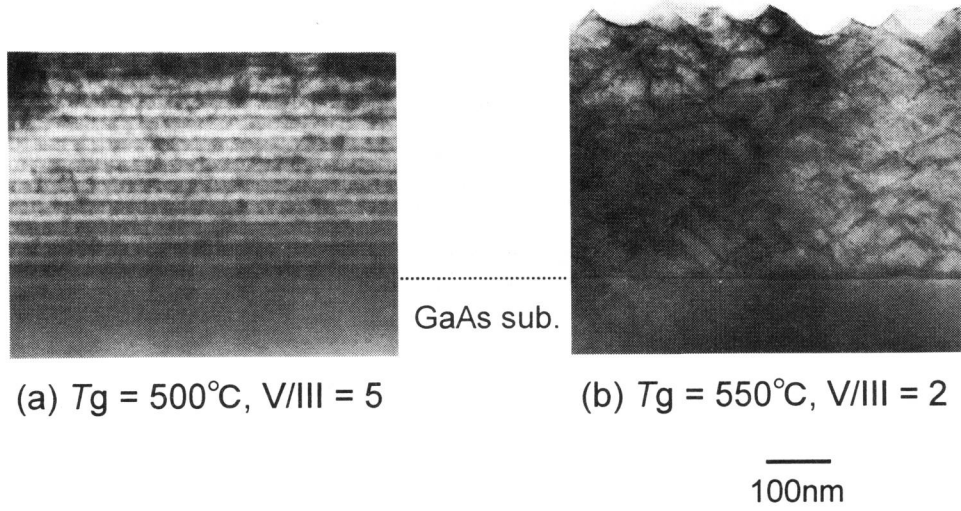 GaAs sub.
(a) Tg = 500°C, V/III = 5
(b) Tg = 550°C, V/III = 2
100nm